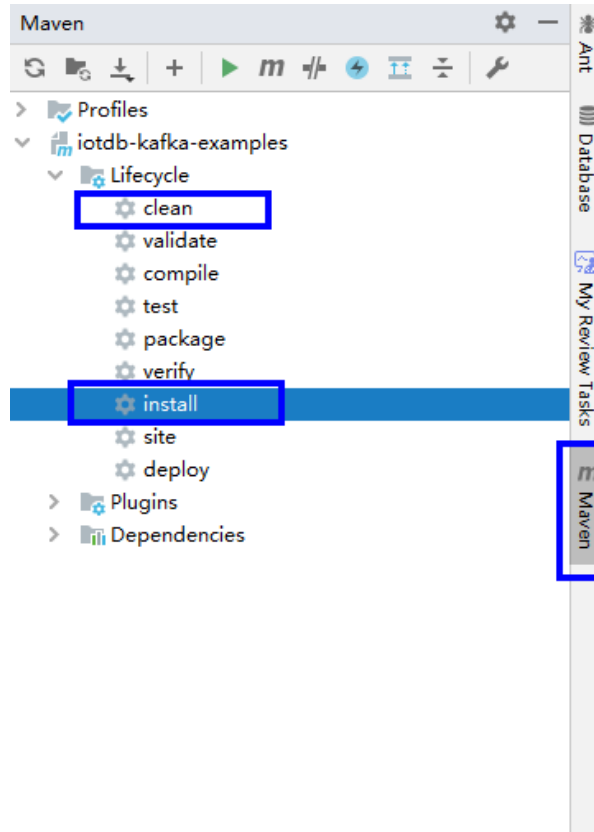 Maven
Profiles
iotdb-kafka-examples
Lifecycle
clean
validate
compile
test
package
verify
install
site
deploy
Plugins
Dependencies
Ant
Database
My Review Tasks
Maven